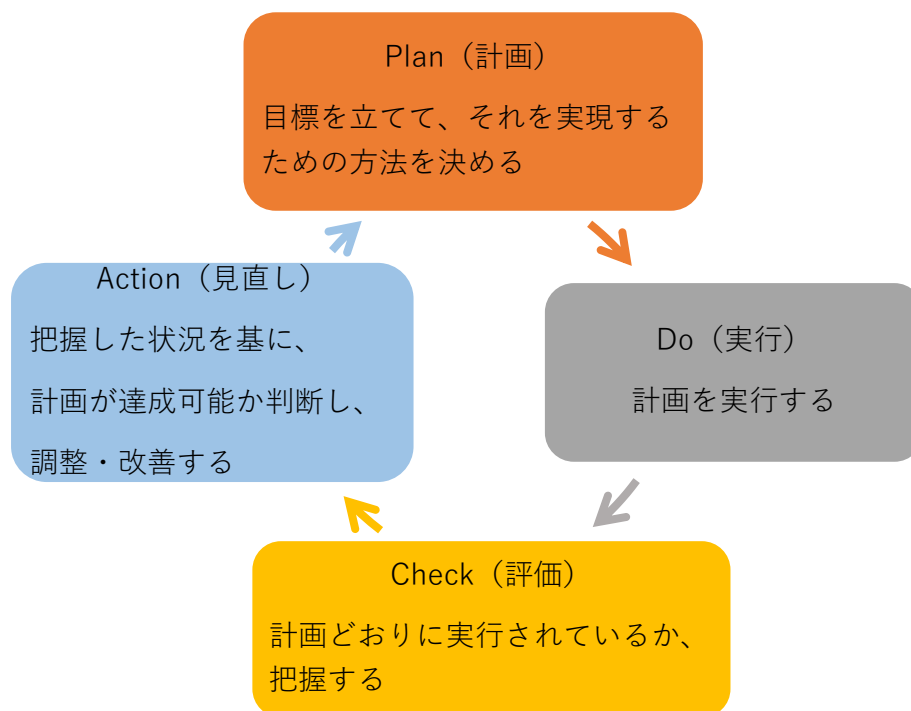 Plan（計画）
目標を立てて、それを実現する
ための方法を決める
Do（実行）
計画を実行する
Check（評価）
計画どおりに実行されているか、
把握する
Action（見直し）
把握した状況を基に、
計画が達成可能か判断し、
調整・改善する